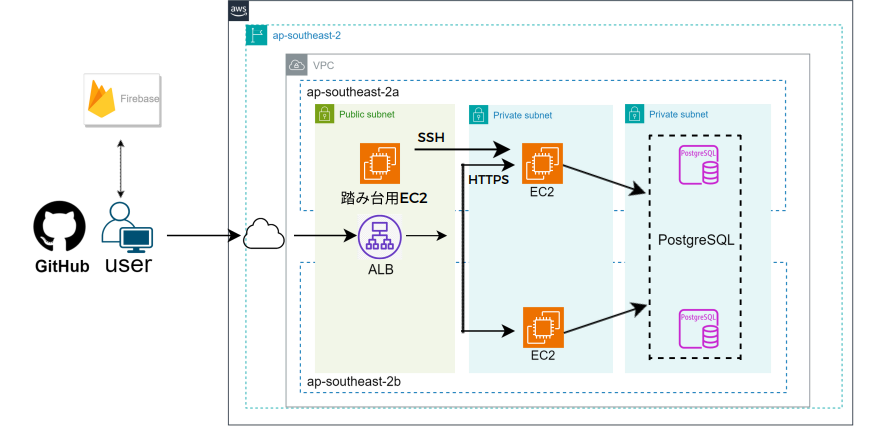 aws
ap-southeast-2
VPC
ap-southeast-2a
Firebase
Public subnet
Private subnet
Private subnet
SSH
PostgreSQL
HTTPS
EC2
踏み台用EC2
GitHub
user
ALB
PostgreSQL
PostgreSQL
EC2
ap-southeast-2b